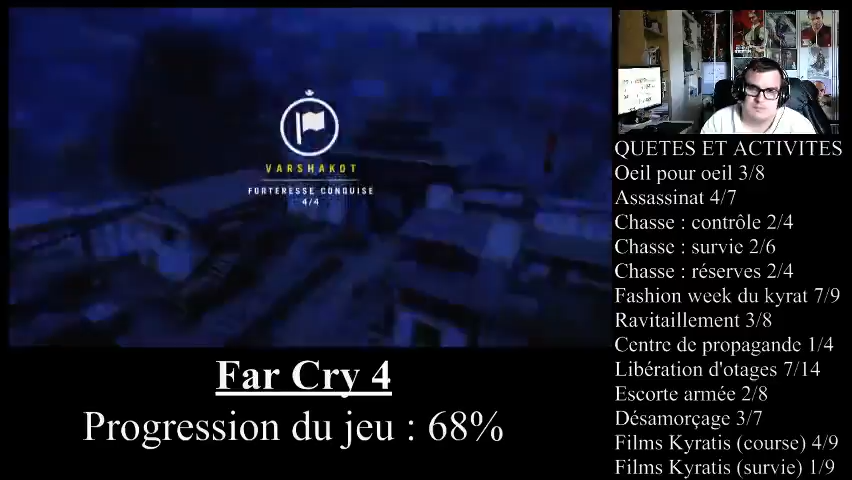 VARSHAKOT
FORTERESSE CONQUISE
4/4
Far Cry 4
Progression du jeu : 68%
QUETES ET ACTIVITES
Oeil pour oeil 3/8
Assassinat 4/7
Chasse : contrôle 2/4
Chasse : survie 2/6
Chasse : réserves 2/4
Fashion week du kyrat 7/9
Ravitaillement 3/8
Centre de propagande 1/4
Libération d'otages 7/14
Escorte armée 2/8
Désamorçage 3/7
Films Kyratis (course) 4/9
Films Kyratis (survie) 1/9